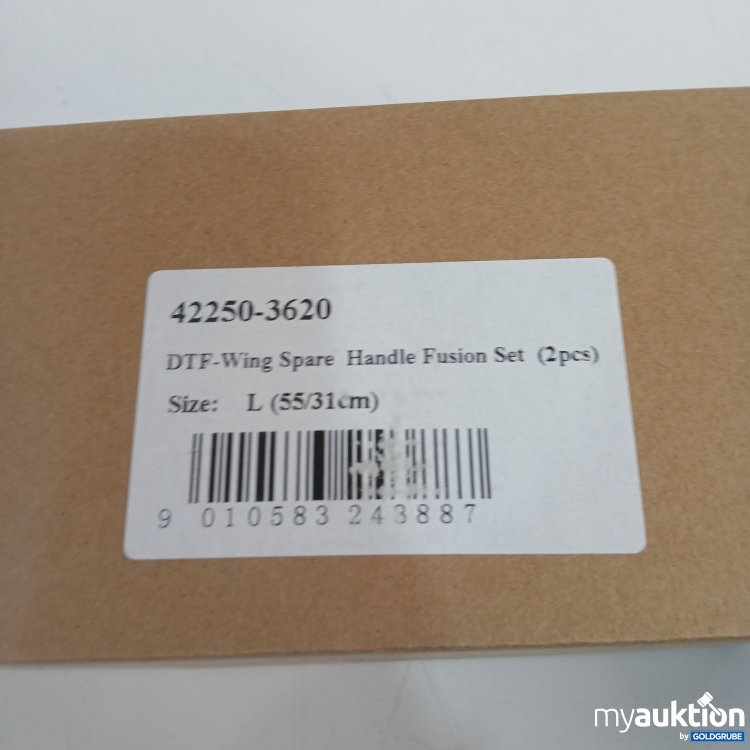 42250-3620
DTF-Wing Spare Handle Fusion Set (2pcs)
Size: L (55/31cm)
9 010583 243887
myauktion
by GOLDGRUBE